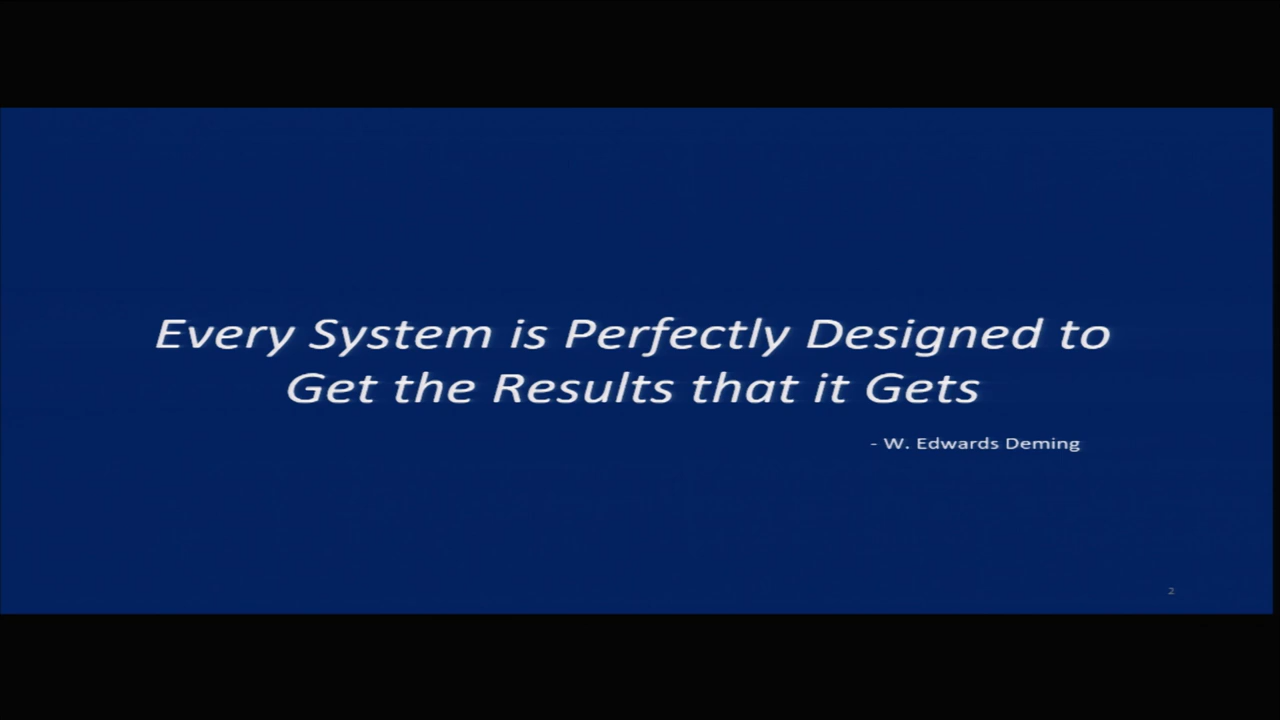 Every System is Perfectly Designed to
Get the Results that it Gets
- W. Edwards Deming
2